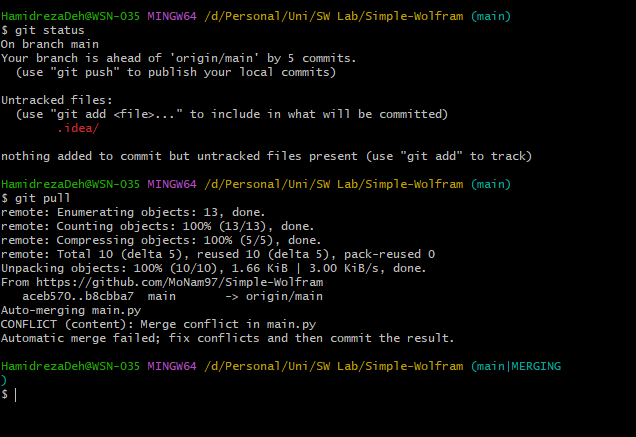 HamidrezaDeh@WSN-035 MINGW64 /d/Personal/Uni/SW Lab/Simple-Wolfram (main)
$ git status
On branch main
Your branch is ahead of 'origin/main' by 5 commits.
  (use "git push" to publish your local commits)

Untracked files:
  (use "git add <file>..." to include in what will be committed)
        .idea/

nothing added to commit but untracked files present (use "git add" to track)

HamidrezaDeh@WSN-035 MINGW64 /d/Personal/Uni/SW Lab/Simple-Wolfram (main)
$ git pull
remote: Enumerating objects: 13, done.
remote: Counting objects: 100% (13/13), done.
remote: Compressing objects: 100% (5/5), done.
remote: Total 10 (delta 5), reused 10 (delta 5), pack-reused 0
Unpacking objects: 100% (10/10), 1.66 KiB | 3.00 KiB/s, done.
From https://github.com/MoNam97/Simple-Wolfram
   aceb570..b8cbba7  main       -> origin/main
Auto-merging main.py
CONFLICT (content): Merge conflict in main.py
Automatic merge failed; fix conflicts and then commit the result.

HamidrezaDeh@WSN-035 MINGW64 /d/Personal/Uni/SW Lab/Simple-Wolfram (main|MERGING
)
$